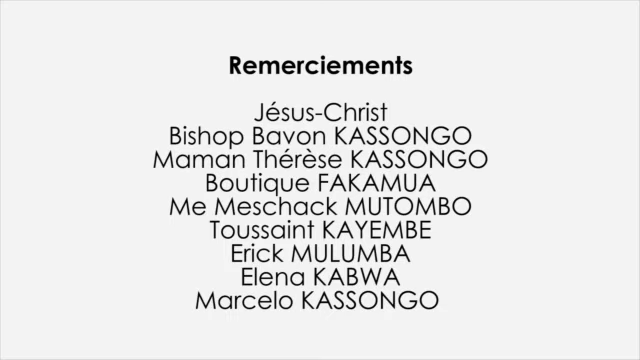 Remerciements
Jésus-Christ
Bishop Bavon KASSONGO
Maman Thérèse KASSONGO
Boutique FAKAMUA
Me Meschack MUTOMBO
Toussaint KAYEMBE
Erick MULUMBA
Elena KABWA
Marcelo KASSONGO